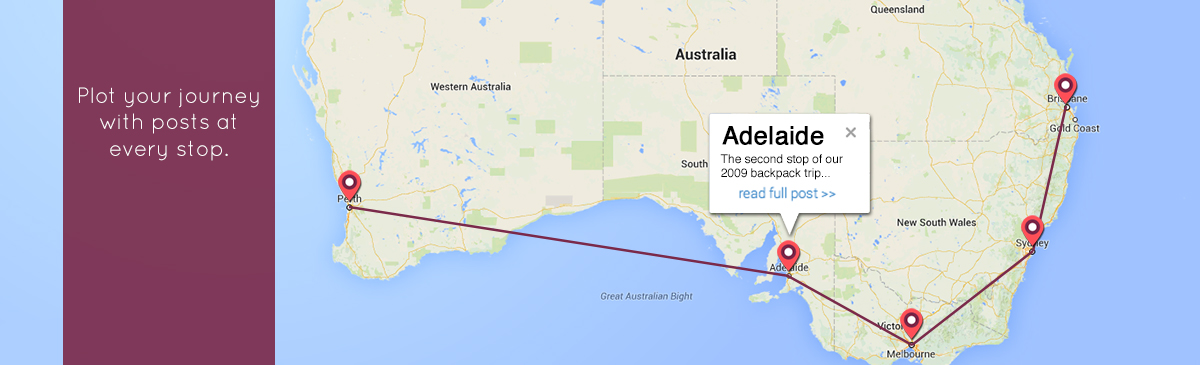 Plot your journey
with posts at
every stop.
Queensland
Australia
Western Australia
Brisbane
Gold Coast
Adelaide
The second stop of our
2009 backpack trip...
read full post >>
South
Perth
New South Wales
Sydney
Adelaide
Great Australian Bight
Victoria
Melbourne